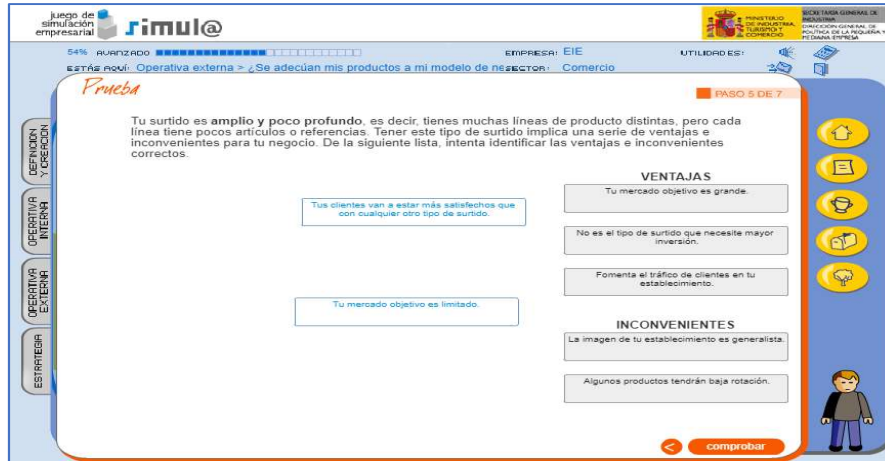 juego de
simulación
empresarial
simul@
MINISTERIO
DE INDUSTRIA,
TURISMO Y
COMERCIO
SECRETARÍA GENERAL DE
INDUSTRIA
DIRECCIÓN GENERAL DE
POLÍTICA DE LA PEQUEÑA Y
MEDIANA EMPRESA
54% AVANZADO
EMPRESA: EIE
UTILIDADES:
ESTÁS AQUÍ: Operativa externa > ¿Se adecúan mis productos a mi modelo de ne
SECTOR: Comercio
Prueba
PASO 5 DE 7
Tu surtido es amplio y poco profundo, es decir, tienes muchas líneas de producto distintas, pero cada
línea tiene pocos artículos o referencias. Tener este tipo de surtido implica una serie de ventajas e
inconvenientes para tu negocio. De la siguiente lista, intenta identificar las ventajas e inconvenientes
correctos.
DEFINICION
Y CREACION
OPERATIVA
INTERNA
OPERATIVA
EXTERNA
ESTRATEGIA
Tus clientes van a estar más satisfechos que
con cualquier otro tipo de surtido.
Tu mercado objetivo es limitado.
VENTAJAS
Tu mercado objetivo es grande.
No es el tipo de surtido que necesite mayor
inversión.
Fomenta el tráfico de clientes en tu
establecimiento.
INCONVENIENTES
La imagen de tu establecimiento es generalista.
Algunos productos tendrán baja rotación.
<
comprobar